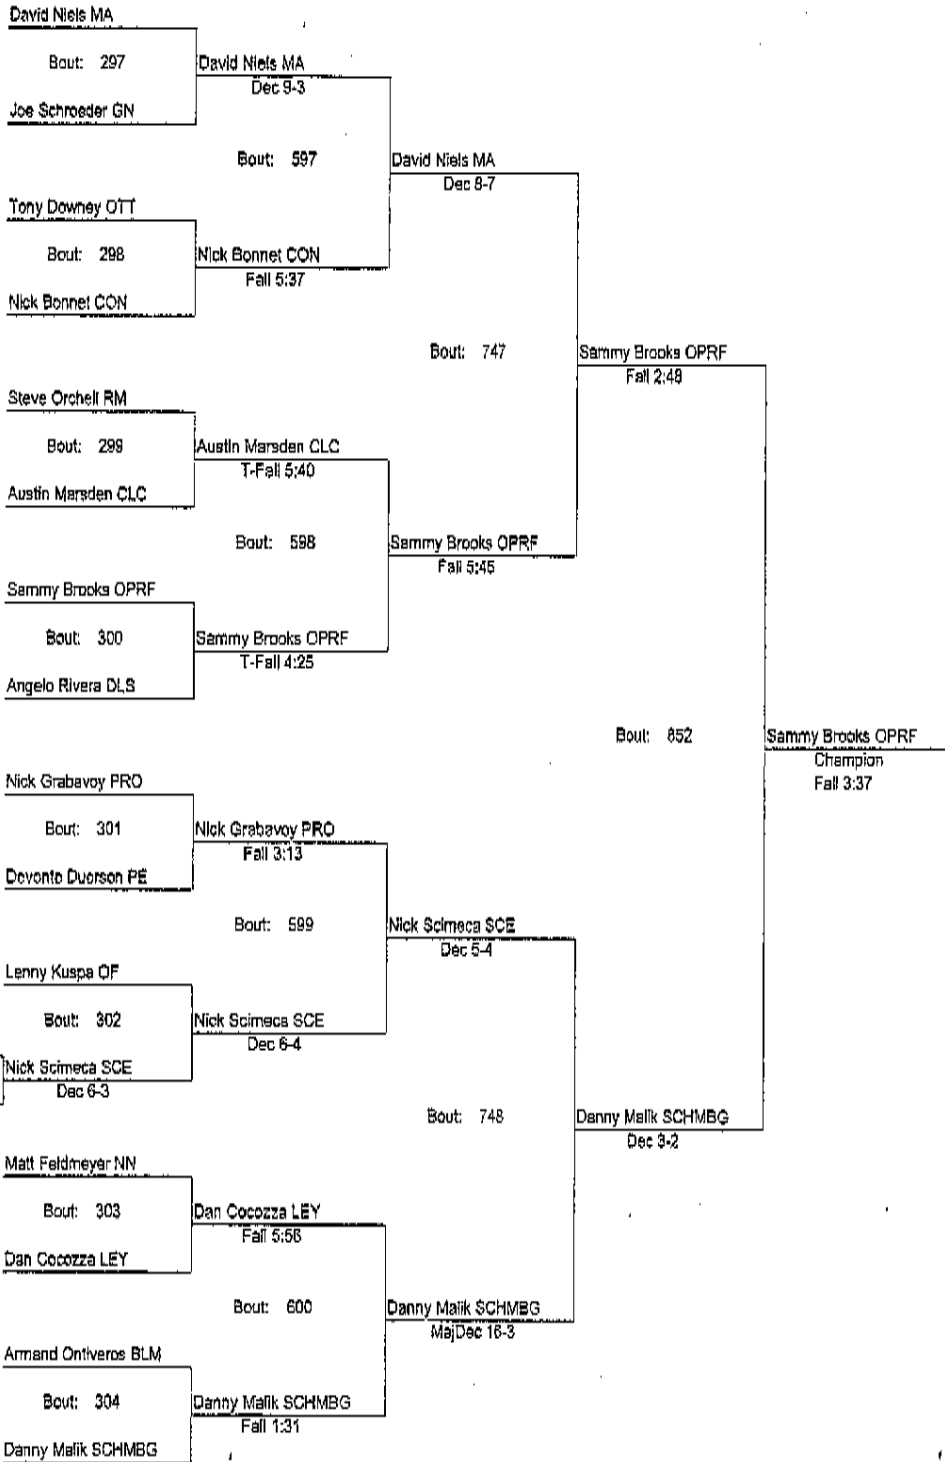 David Niels MA
Bout: 297
David Niels MA
Dec 9-3
Joe Schroeder GN
Bout: 597
David Niels MA
Dec 8-7
Tony Downey OTT
Bout: 298
Nick Bonnet CON
Fall 5:37
Nick Bonnet CON
Bout: 747
Sammy Brooks OPRF
Fall 2:48
Steve Orchell RM
Bout: 299
Austin Marsden CLC
T-Fall 5:40
Austin Marsden CLC
Bout: 598
Sammy Brooks OPRF
Fall 5:45
Sammy Brooks OPRF
Bout: 300
Sammy Brooks OPRF
T-Fall 4:25
Angelo Rivera DLS
Bout: 852
Sammy Brooks OPRF
Champion
Fall 3:37
Nick Grabavoy PRO
Bout: 301
Nick Grabavoy PRO
Fall 3:13
Devonte Duerson PE
Bout: 599
Nick Scimeca SCE
Dec 5-4
Lenny Kuspa OF
Bout: 302
Nick Scimeca SCE
Dec 6-4
Nick Scimeca SCE
Dec 6-3
Bout: 748
Danny Malik SCHMBG
Dec 3-2
Matt Feldmeyer NN
Bout: 303
Dan Cocozza LEY
Fall 5:56
Dan Cocozza LEY
Bout: 600
Danny Malik SCHMBG
MajDec 16-3
Armand Ontiveros BLM
Bout: 304
Danny Malik SCHMBG
Fall 1:31
Danny Malik SCHMBG